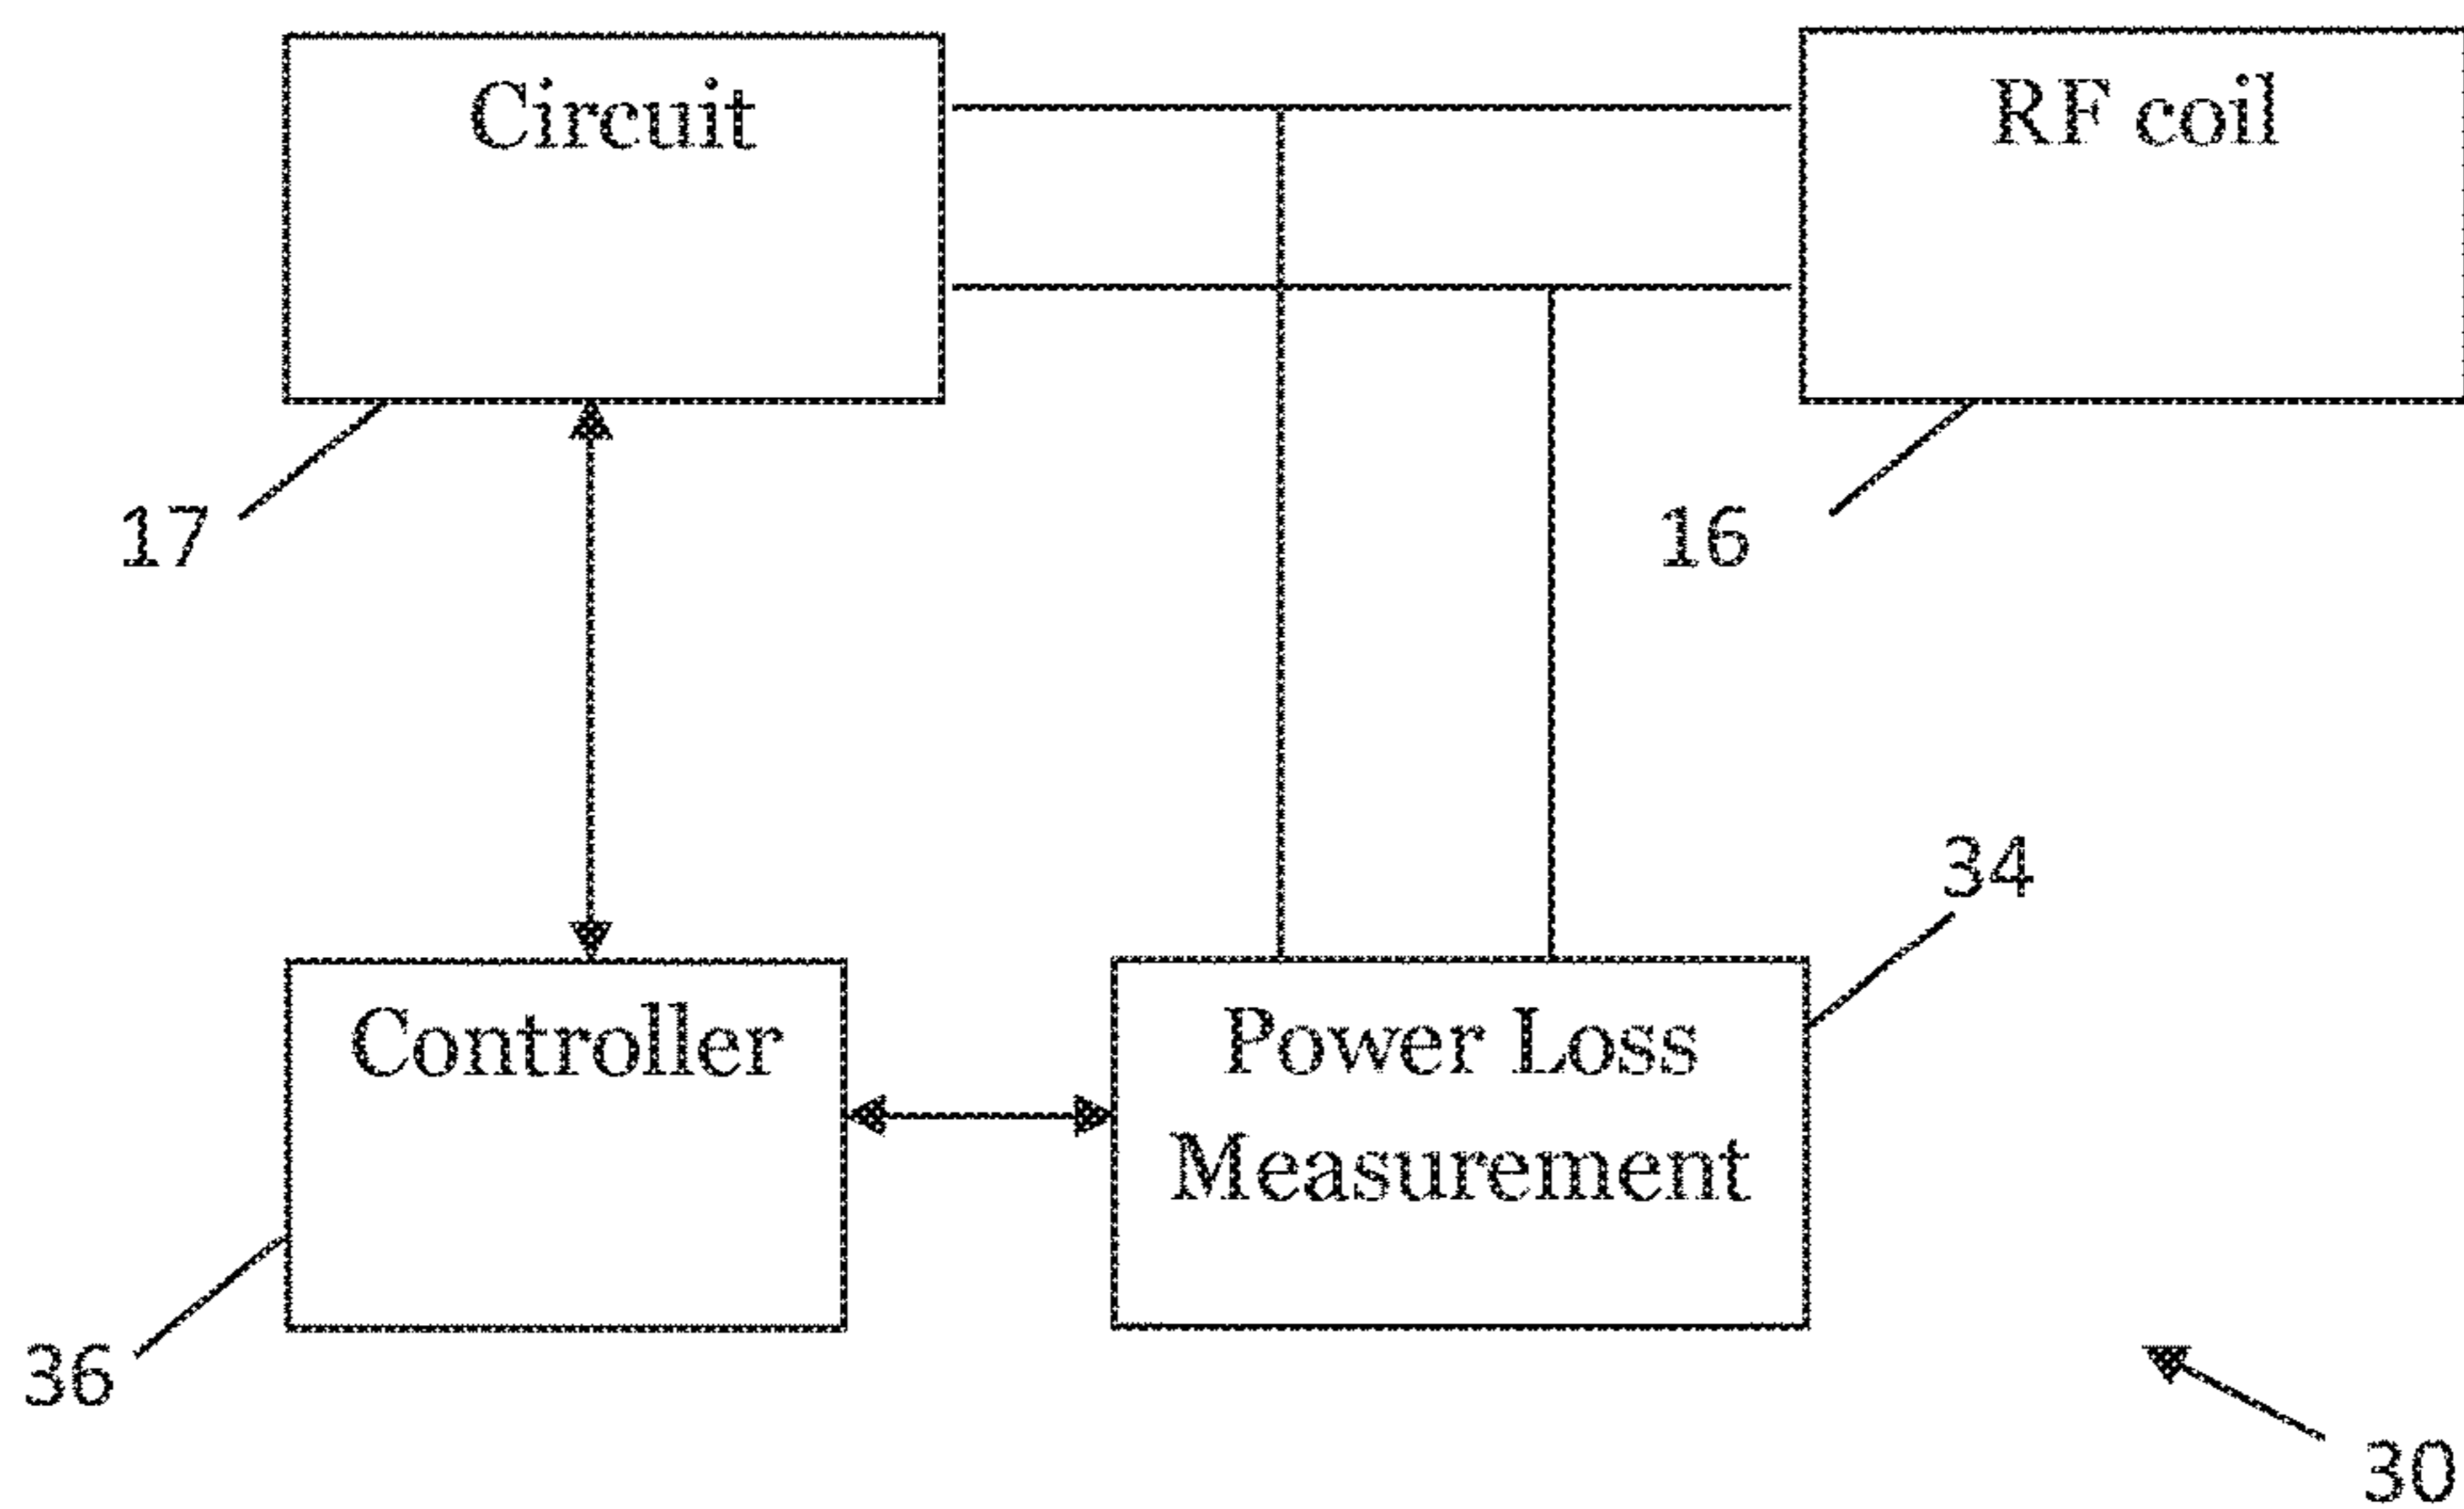 Circuit
RF coil
17
16
34
Controller
Power Loss
Measurement
36
30